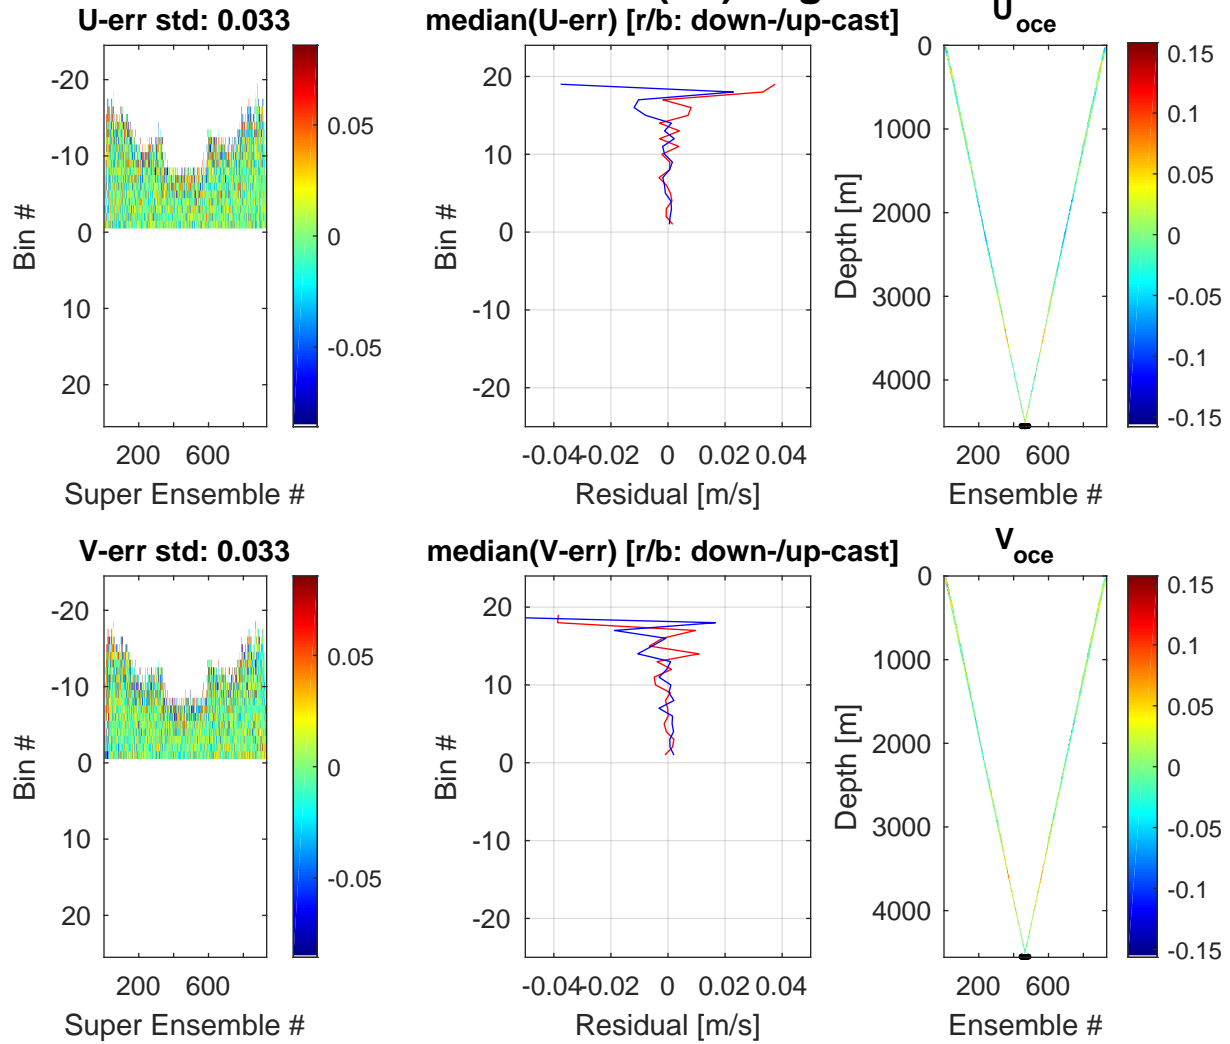 U-err std: 0.033
-20
-10
0
10
20
Bin #
200 600
Super Ensemble #
0.05
0
-0.05
median(U-err) [r/b: down-/up-cast]
20
10
0
-10
-20
Bin #
-0.04 -0.02 0 0.02 0.04
Residual [m/s]
U_oce
0
1000
2000
3000
4000
Depth [m]
200 600
Ensemble #
0.15
0.1
0.05
0
-0.05
-0.1
-0.15
V-err std: 0.033
-20
-10
0
10
20
Bin #
200 600
Super Ensemble #
0.05
0
-0.05
median(V-err) [r/b: down-/up-cast]
20
10
0
-10
-20
Bin #
-0.04 -0.02 0 0.02 0.04
Residual [m/s]
V_oce
0
1000
2000
3000
4000
Depth [m]
200 600
Ensemble #
0.15
0.1
0.05
0
-0.05
-0.1
-0.15